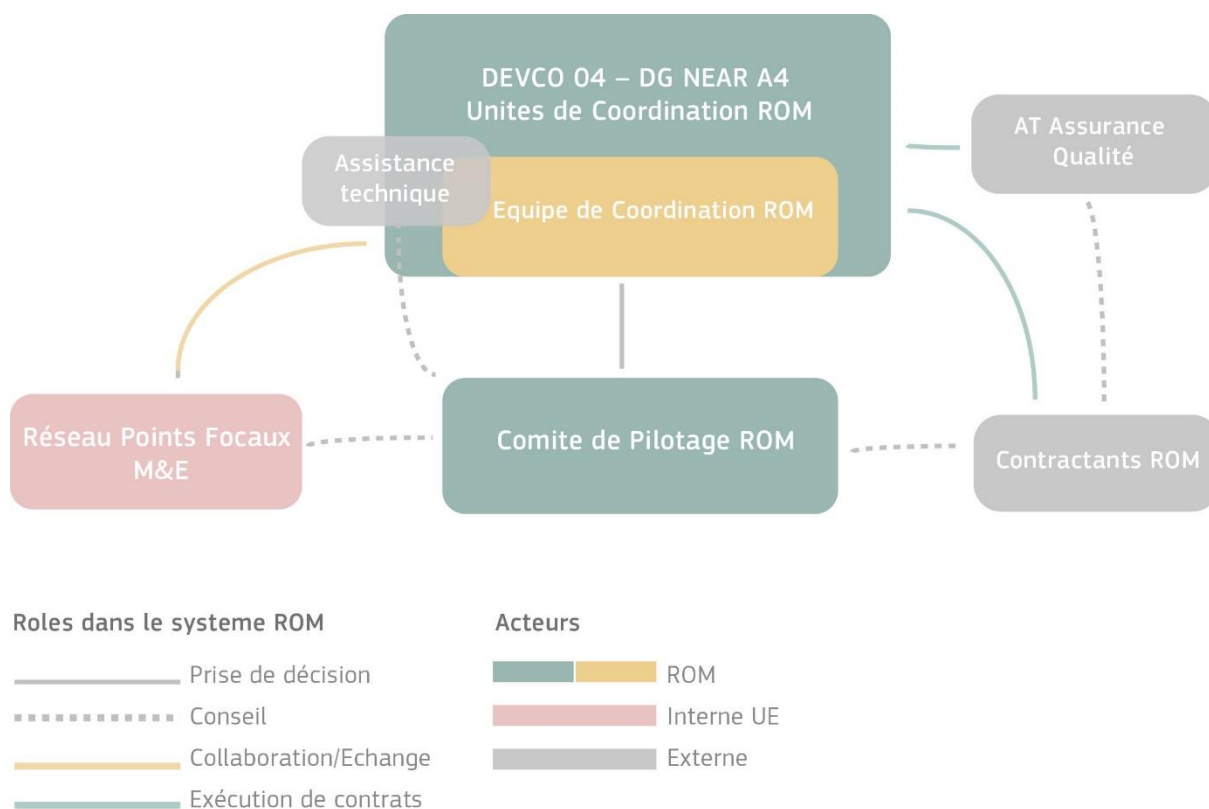 DEVCO 04 – DG NEAR A4
Unites de Coordination ROM
AT Assurance
Qualité
Assistance
technique
Equipe de Coordination ROM
Réseau Points Focaux
M&E
Comite de Pilotage ROM
Contractants ROM
Roles dans le systeme ROM
Prise de décision
Conseil
Collaboration/Echange
Exécution de contrats
Acteurs
ROM
Interne UE
Externe